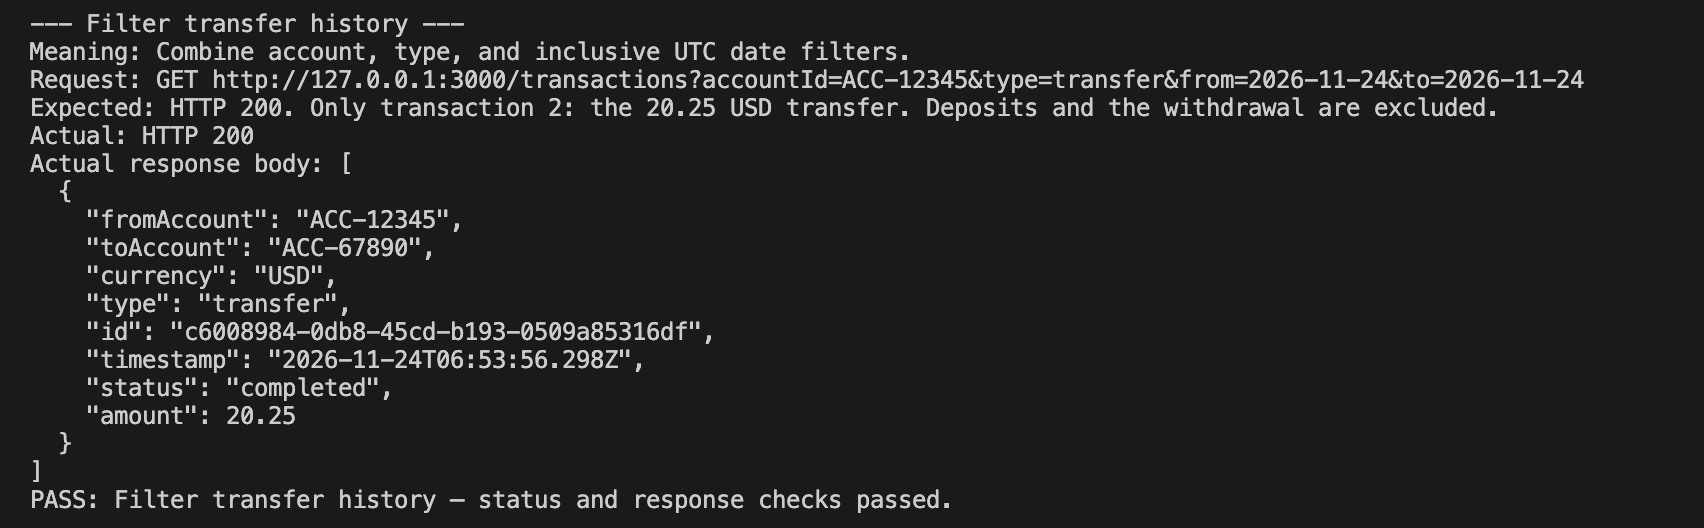 --- Filter transfer history ---
Meaning: Combine account, type, and inclusive UTC date filters.
Request: GET http://127.0.0.1:3000/transactions?accountId=ACC-12345&type=transfer&from=2026-11-24&to=2026-11-24
Expected: HTTP 200. Only transaction 2: the 20.25 USD transfer. Deposits and the withdrawal are excluded.
Actual: HTTP 200
Actual response body: [
  {
    "fromAccount": "ACC-12345",
    "toAccount": "ACC-67890",
    "currency": "USD",
    "type": "transfer",
    "id": "c6008984-0db8-45cd-b193-0509a85316df",
    "timestamp": "2026-11-24T06:53:56.298Z",
    "status": "completed",
    "amount": 20.25
  }
]
PASS: Filter transfer history — status and response checks passed.